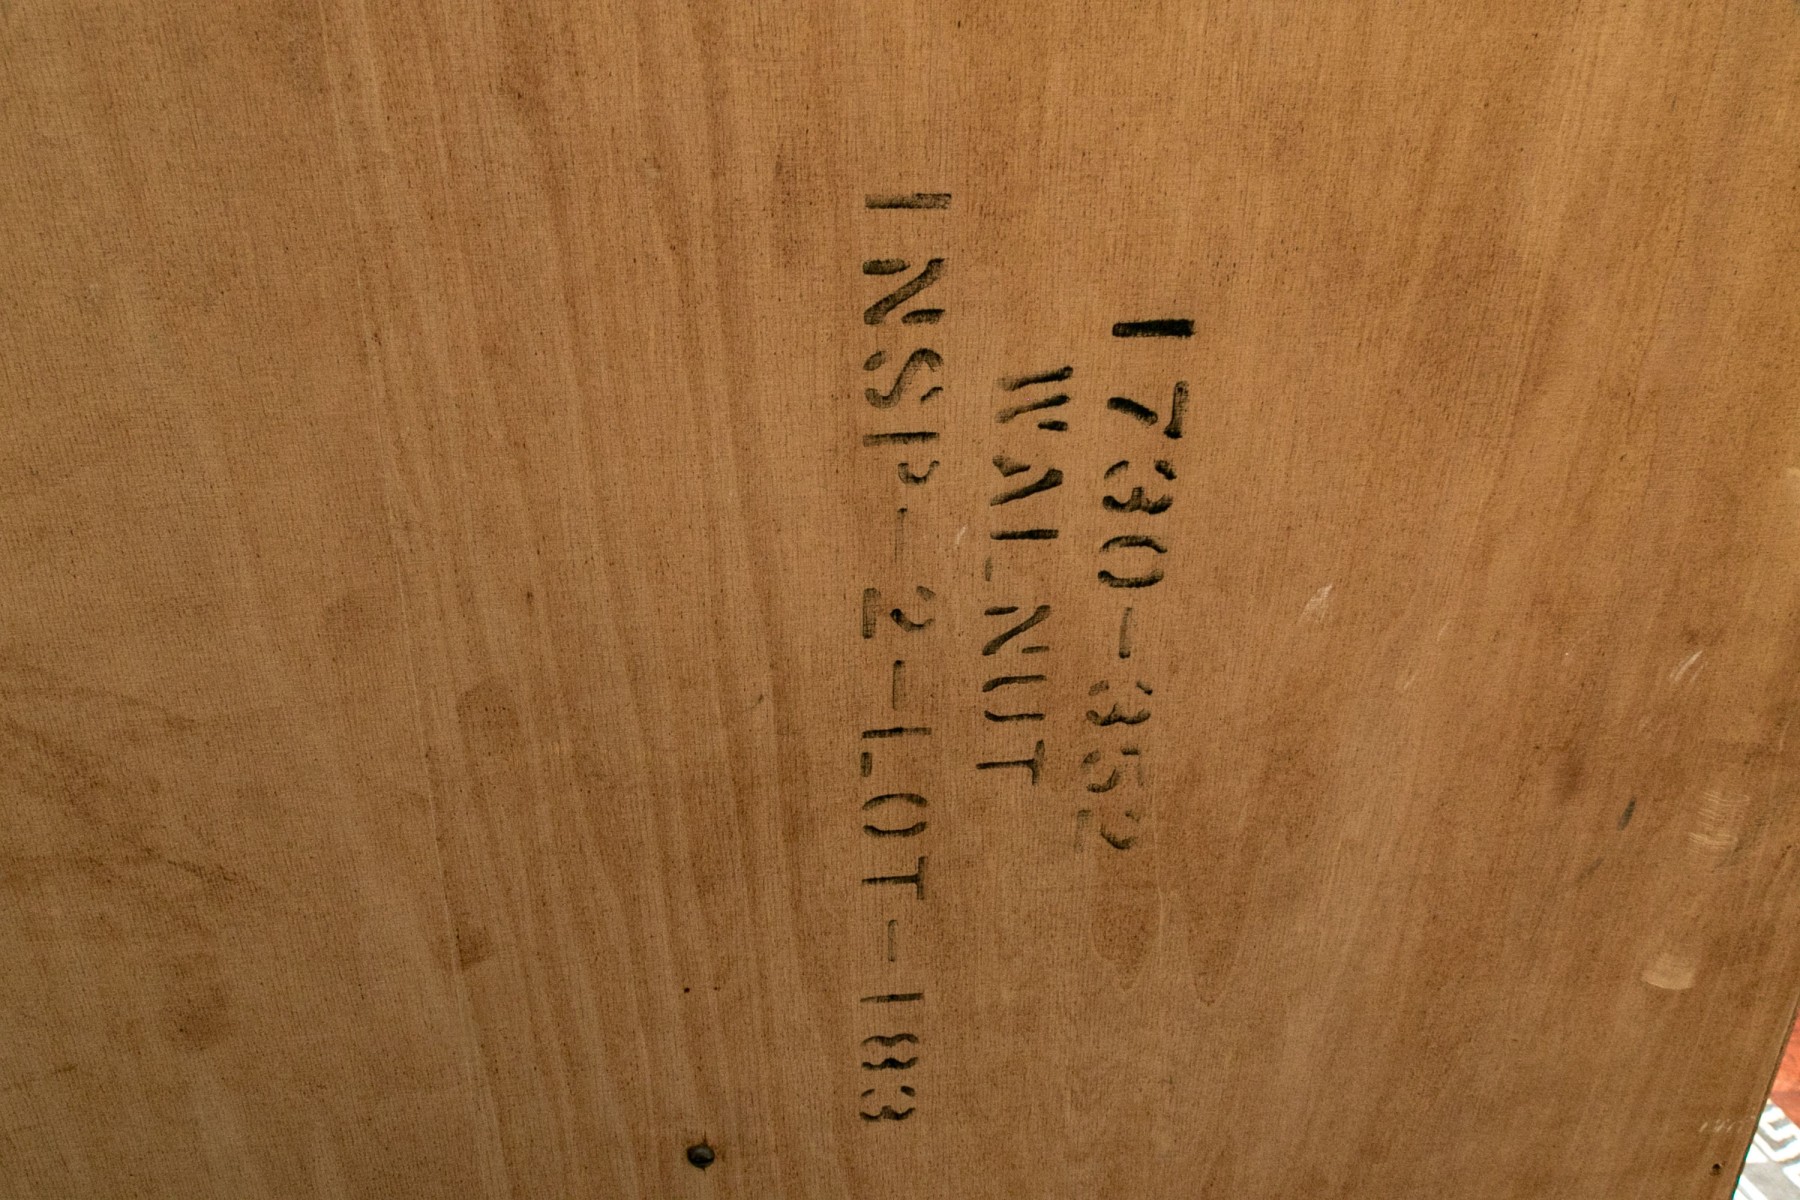 1730-352
WALNUT
INSP.- 2-LOT-183